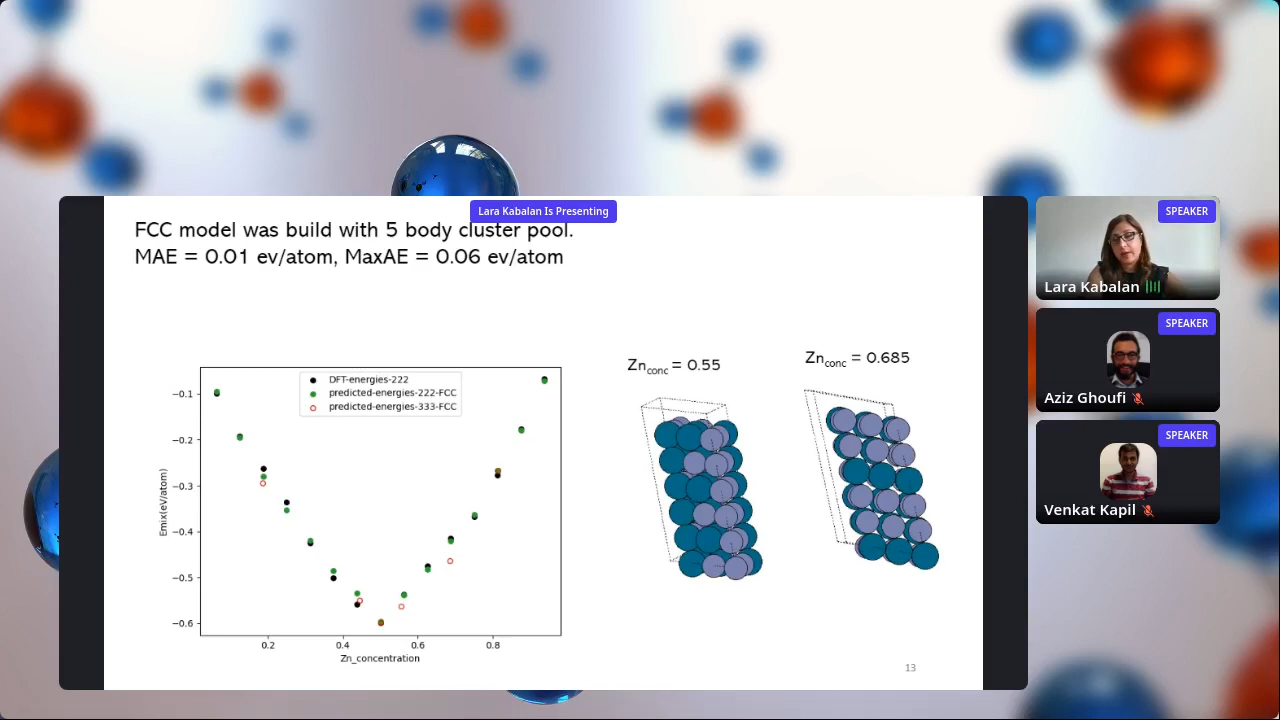 Lara Kabalan Is Presenting
FCC model was build with 5 body cluster pool.
MAE = 0.01 ev/atom, MaxAE = 0.06 ev/atom
DFT-energies-222
predicted-energies-222-FCC
predicted-energies-333-FCC
−0.1
−0.2
−0.3
−0.4
−0.5
−0.6
Emix(eV/atom)
0.2 0.4 0.6 0.8
Zn_concentration
Znconc = 0.55
Znconc = 0.685
13
SPEAKER
Lara Kabalan
SPEAKER
Aziz Ghoufi
SPEAKER
Venkat Kapil